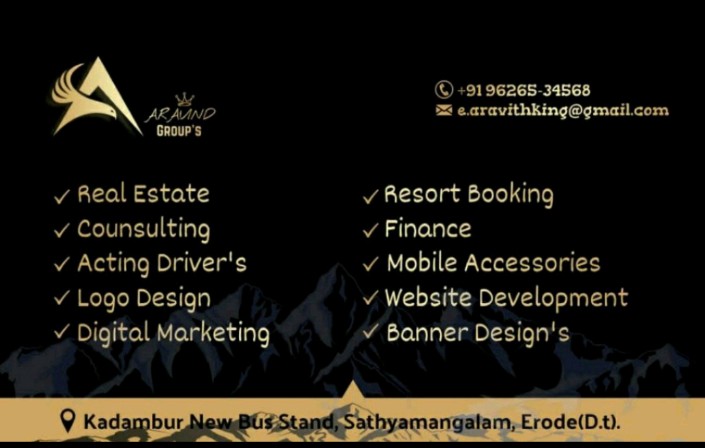 ARAVIND
GROUP'S
+91 96265-34568
e.aravithking@gmail.com
✓ Real Estate
✓ Counsulting
✓ Acting Driver's
✓ Logo Design
✓ Digital Marketing
✓ Resort Booking
✓ Finance
✓ Mobile Accessories
✓ Website Development
✓ Banner Design's
Kadambur New Bus Stand, Sathyamangalam, Erode(D.t).